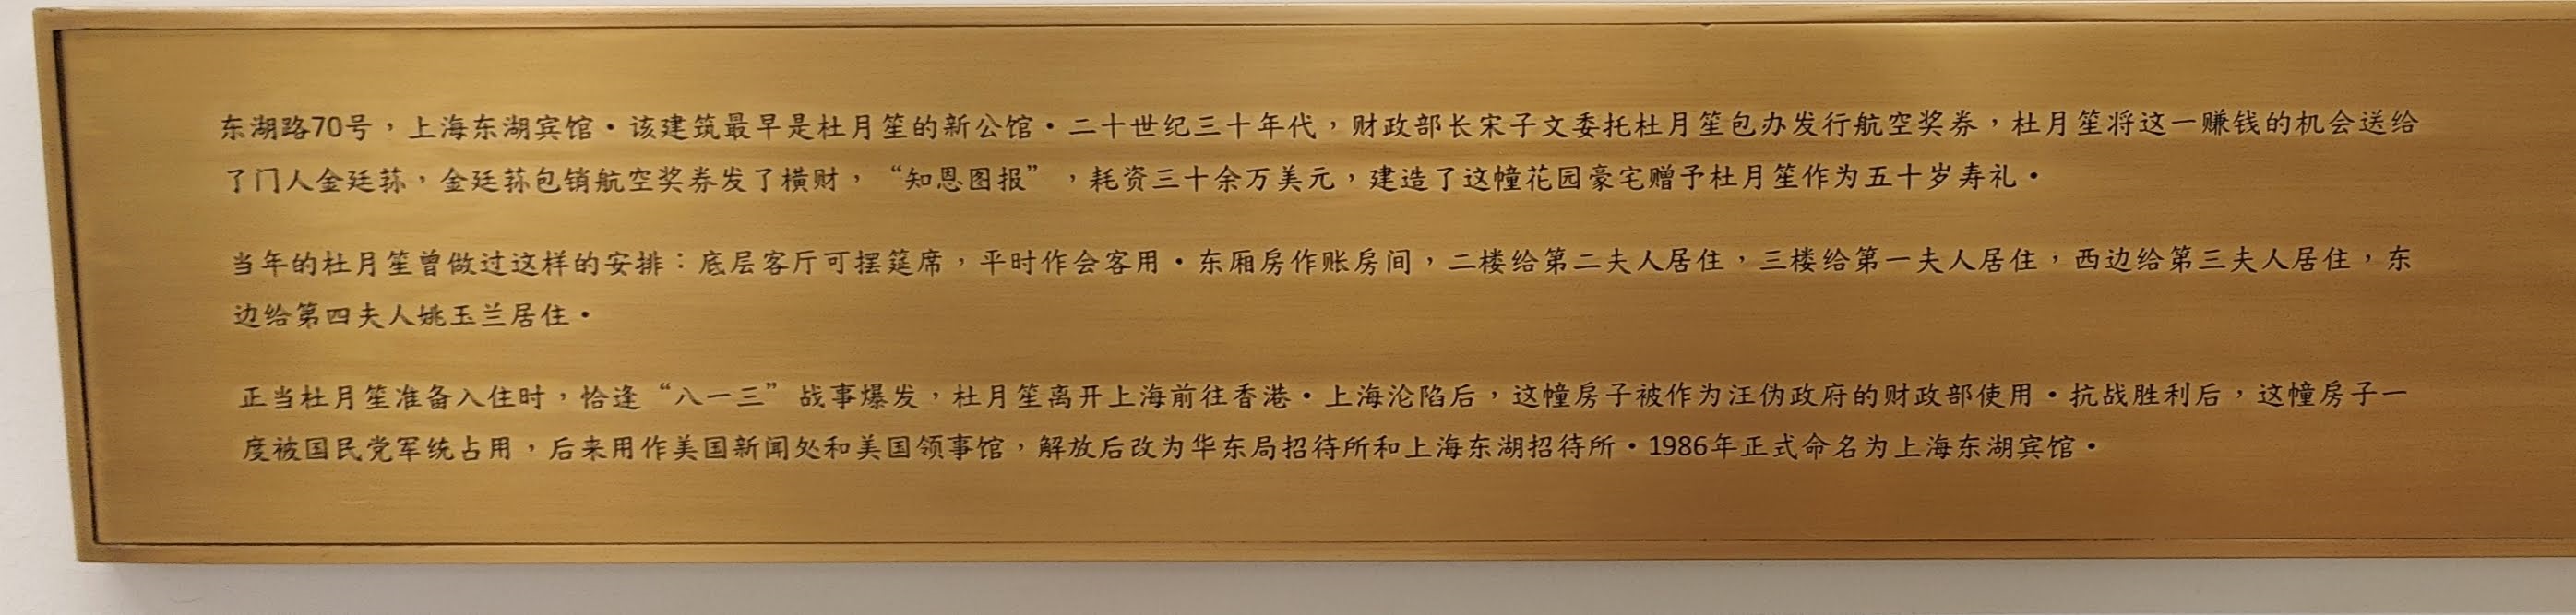 东湖路70号，上海东湖宾馆·该建筑最早是杜月笙的新公馆·二十世纪三十年代，财政部长宋子文委托杜月笙包办发行航空奖券，杜月笙将这一赚钱的机会送给
了门人金廷荪，金廷荪包销航空奖券发了横财，“知恩图报”，耗资三十余万美元，建造了这幢花园豪宅赠予杜月笙作为五十岁寿礼·
当年的杜月笙曾做过这样的安排：底层客厅可摆筵席，平时作会客用·东厢房作账房间，二楼给第二夫人居住，三楼给第一夫人居住，西边给第三夫人居住，东
边给第四夫人姚玉兰居住·
正当杜月笙准备入住时，恰逢“八一三”战事爆发，杜月笙离开上海前往香港·上海沦陷后，这幢房子被作为汪伪政府的财政部使用·抗战胜利后，这幢房子一
度被国民党军统占用，后来用作美国新闻处和美国领事馆，解放后改为华东局招待所和上海东湖招待所·1986年正式命名为上海东湖宾馆·